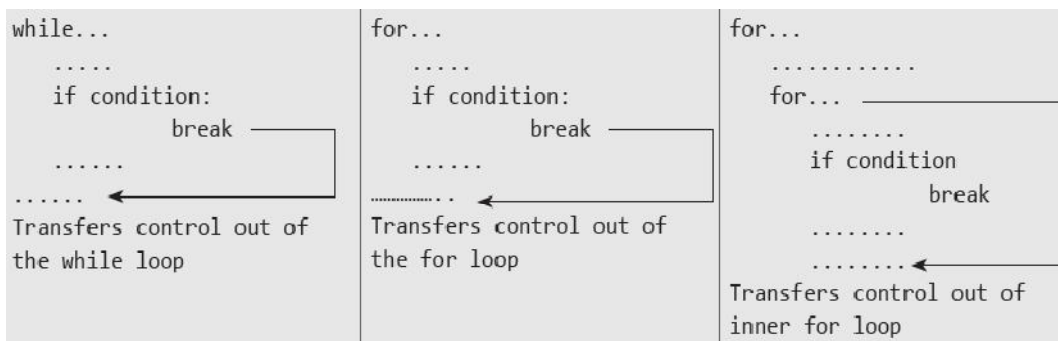 while...
.....
if condition:
break
......
......
Transfers control out of
the while loop
for...
.....
if condition:
break
......
................
Transfers control out of
the for loop
for...
............
for...
........
if condition
break
........
........
Transfers control out of
inner for loop